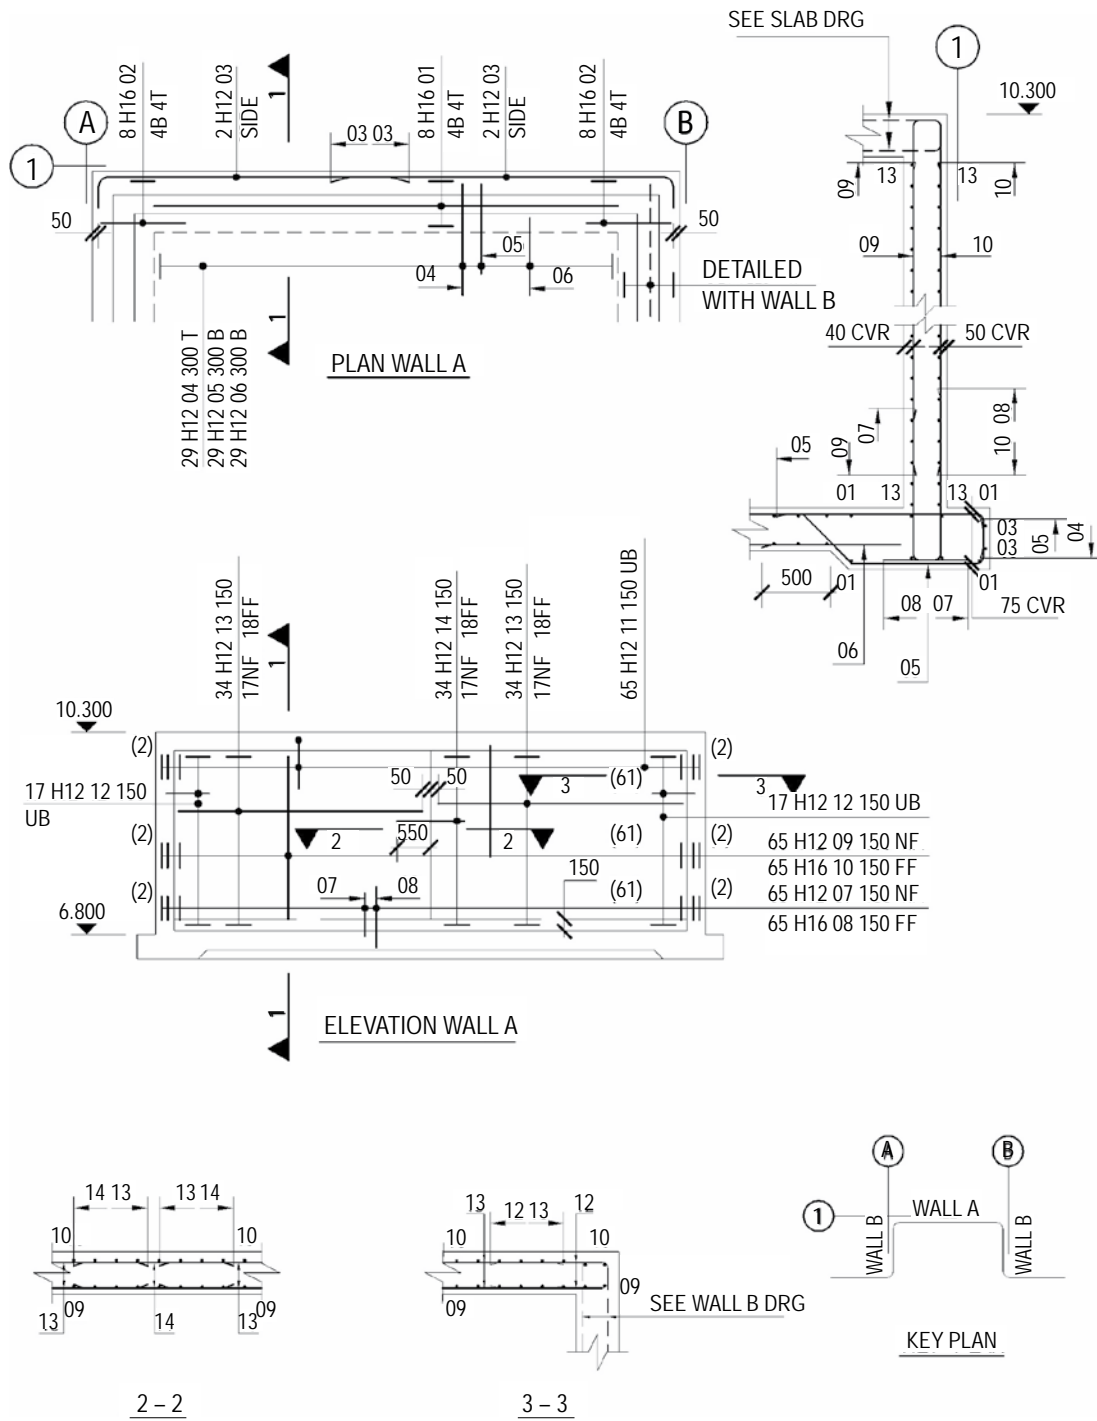 SEE SLAB DRG
1
10.300
8 H16 02
4B 4T
2 H12 03
SIDE
1
8 H16 01
4B 4T
2 H12 03
SIDE
8 H16 02
4B 4T
A
B
03 03
1
50
50
05
04
06
DETAILED
WITH WALL B
1
29 H12 04 300 T
29 H12 05 300 B
29 H12 06 300 B
PLAN WALL A
13
13
09
10
09
10
40 CVR
50 CVR
07
08
09
10
05
01
13
13
01
03
03
05
04
500
01
01
08 07
75 CVR
06
05
34 H12 13 150
17NF 18FF
1
34 H12 14 150
17NF 18FF
34 H12 13 150
17NF 18FF
65 H12 11 150 UB
10.300
(2)
(2)
50
50
3
(61)
3
17 H12 12 150
UB
17 H12 12 150 UB
(2)
2
550
2
(61)
(2)
65 H12 09 150 NF
65 H16 10 150 FF
150
07
08
(2)
(61)
(2)
65 H12 07 150 NF
65 H16 08 150 FF
6.800
1
ELEVATION WALL A
14 13
13 14
10
10
09
09
13
14
13
2 – 2
13
12 13
12
10
10
09
09
SEE WALL B DRG
3 – 3
A
B
1
WALL A
WALL B
WALL B
KEY PLAN